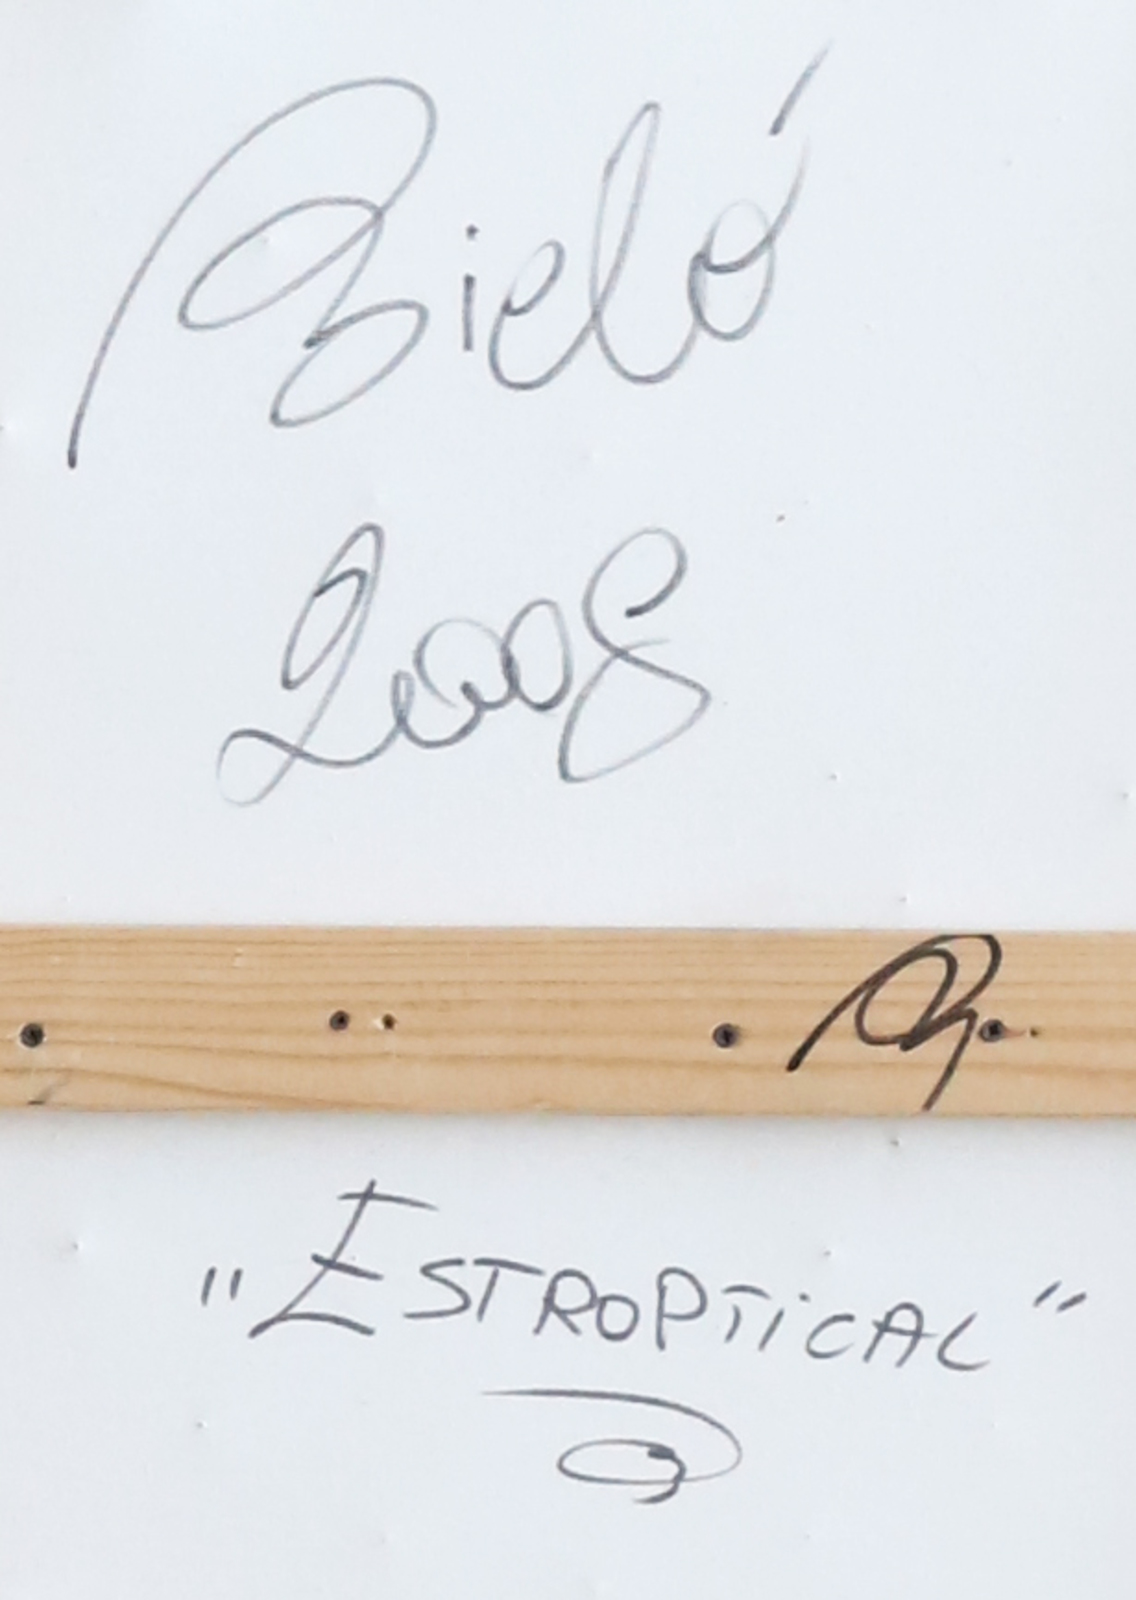 Bieló
2008
"ESTROPTiCAL"